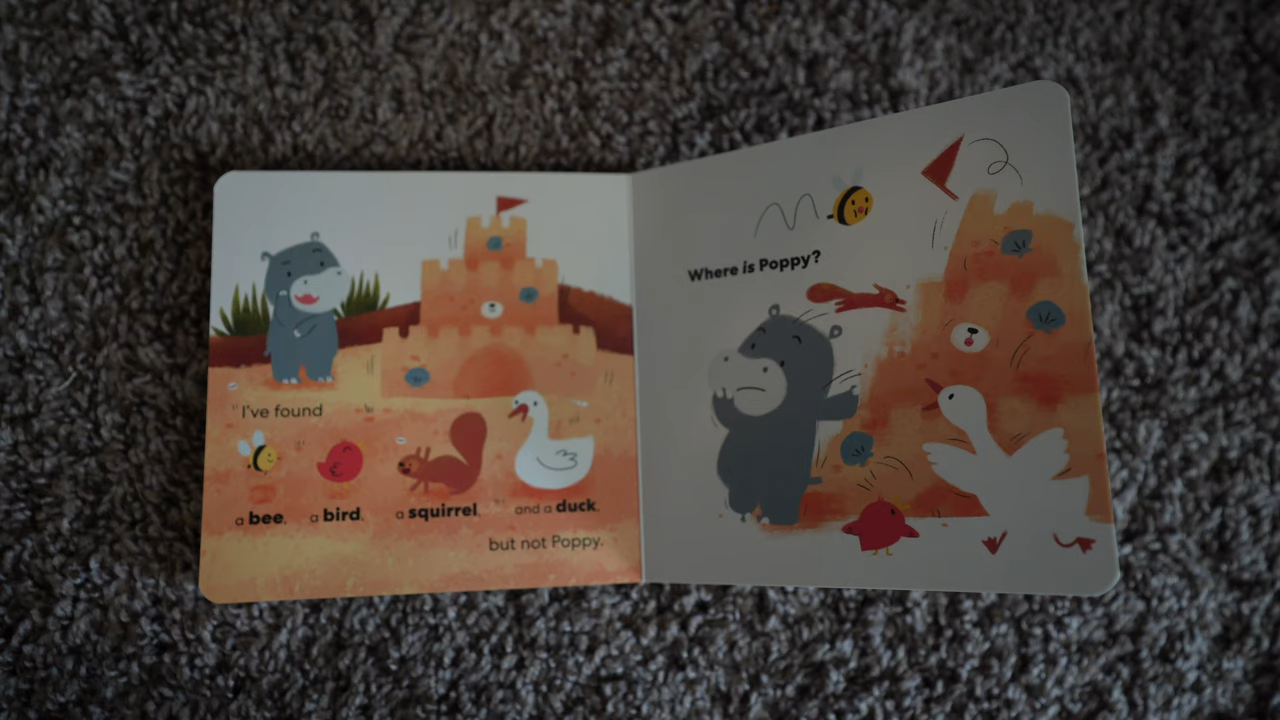 I've found
a bee, a bird, a squirrel, and a duck,
but not Poppy.
Where is Poppy?